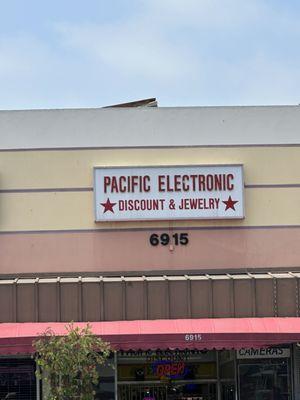 PACIFIC ELECTRONIC
★ DISCOUNT & JEWELRY ★
6915
6915
CAMERAS
OPEN